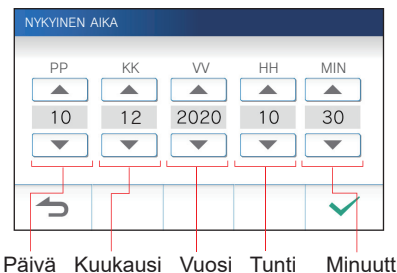 NYKYINEN AIKA
PP KK VV HH MIN
10 12 2020 10 30
Päivä Kuukausi Vuosi Tunti Minuutt